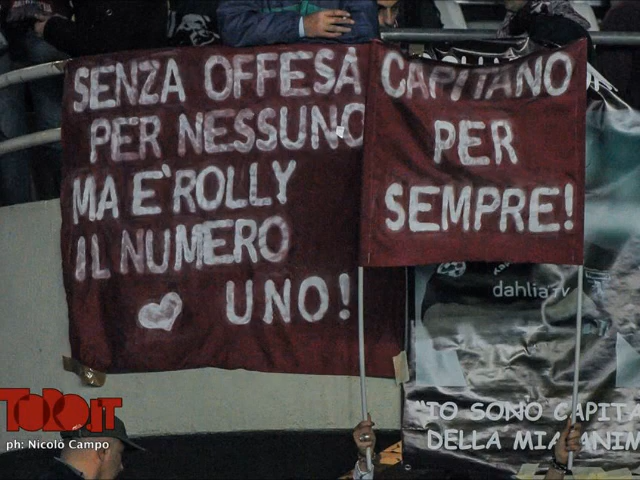 SENZA OFFESA
PER NESSUNO
MA E' ROLLY
IL NUMERO
UNO!
CAPITANO
PER
SEMPRE!
dahlia TV
"IO SONO CAPITA
DELLA MIA ANIM
TORO.IT
ph: Nicolò Campo